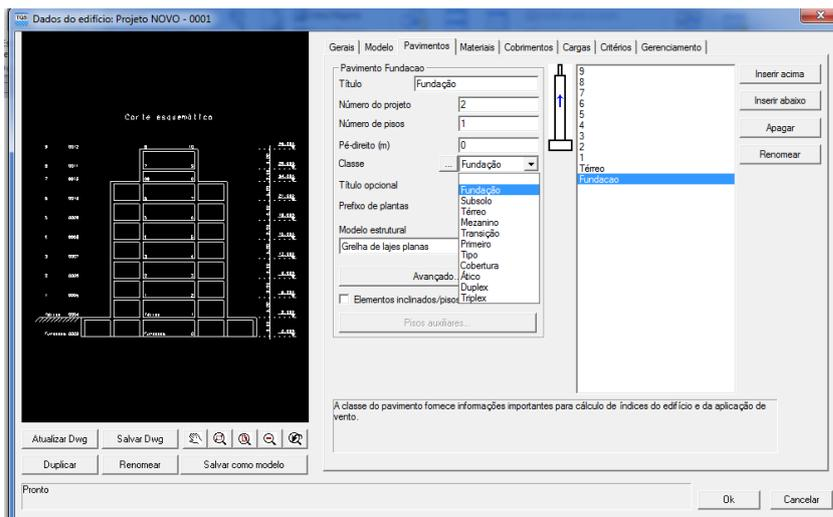 TQS Dados do edifício: Projeto NOVO - 0001
Gerais Modelo Pavimentos Materiais Cobrimentos Cargas Critérios Gerenciamento
Corte esquemático
Pavimento Fundacao
Título Fundação
Número do projeto 2
Número de pisos 1
Pé-direito (m) 0
Classe ... Fundação
Título opcional
Prefixo de plantas
Modelo estrutural
Grelha de lajes planas
Avançado...
Elementos inclinados/pisos
Pisos auxiliares...
Fundação
Subsolo
Térreo
Mezanino
Transição
Primeiro
Tipo
Cobertura
Ático
Duplex
Triplex
9
8
7
6
5
4
3
2
1
Térreo
Fundacao
Inserir acima
Inserir abaixo
Apagar
Renomear
A classe do pavimento fornece informações importantes para cálculo de índices do edifício e da aplicação de
vento.
Atualizar Dwg Salvar Dwg
Duplicar Renomear Salvar como modelo
Pronto
Ok Cancelar